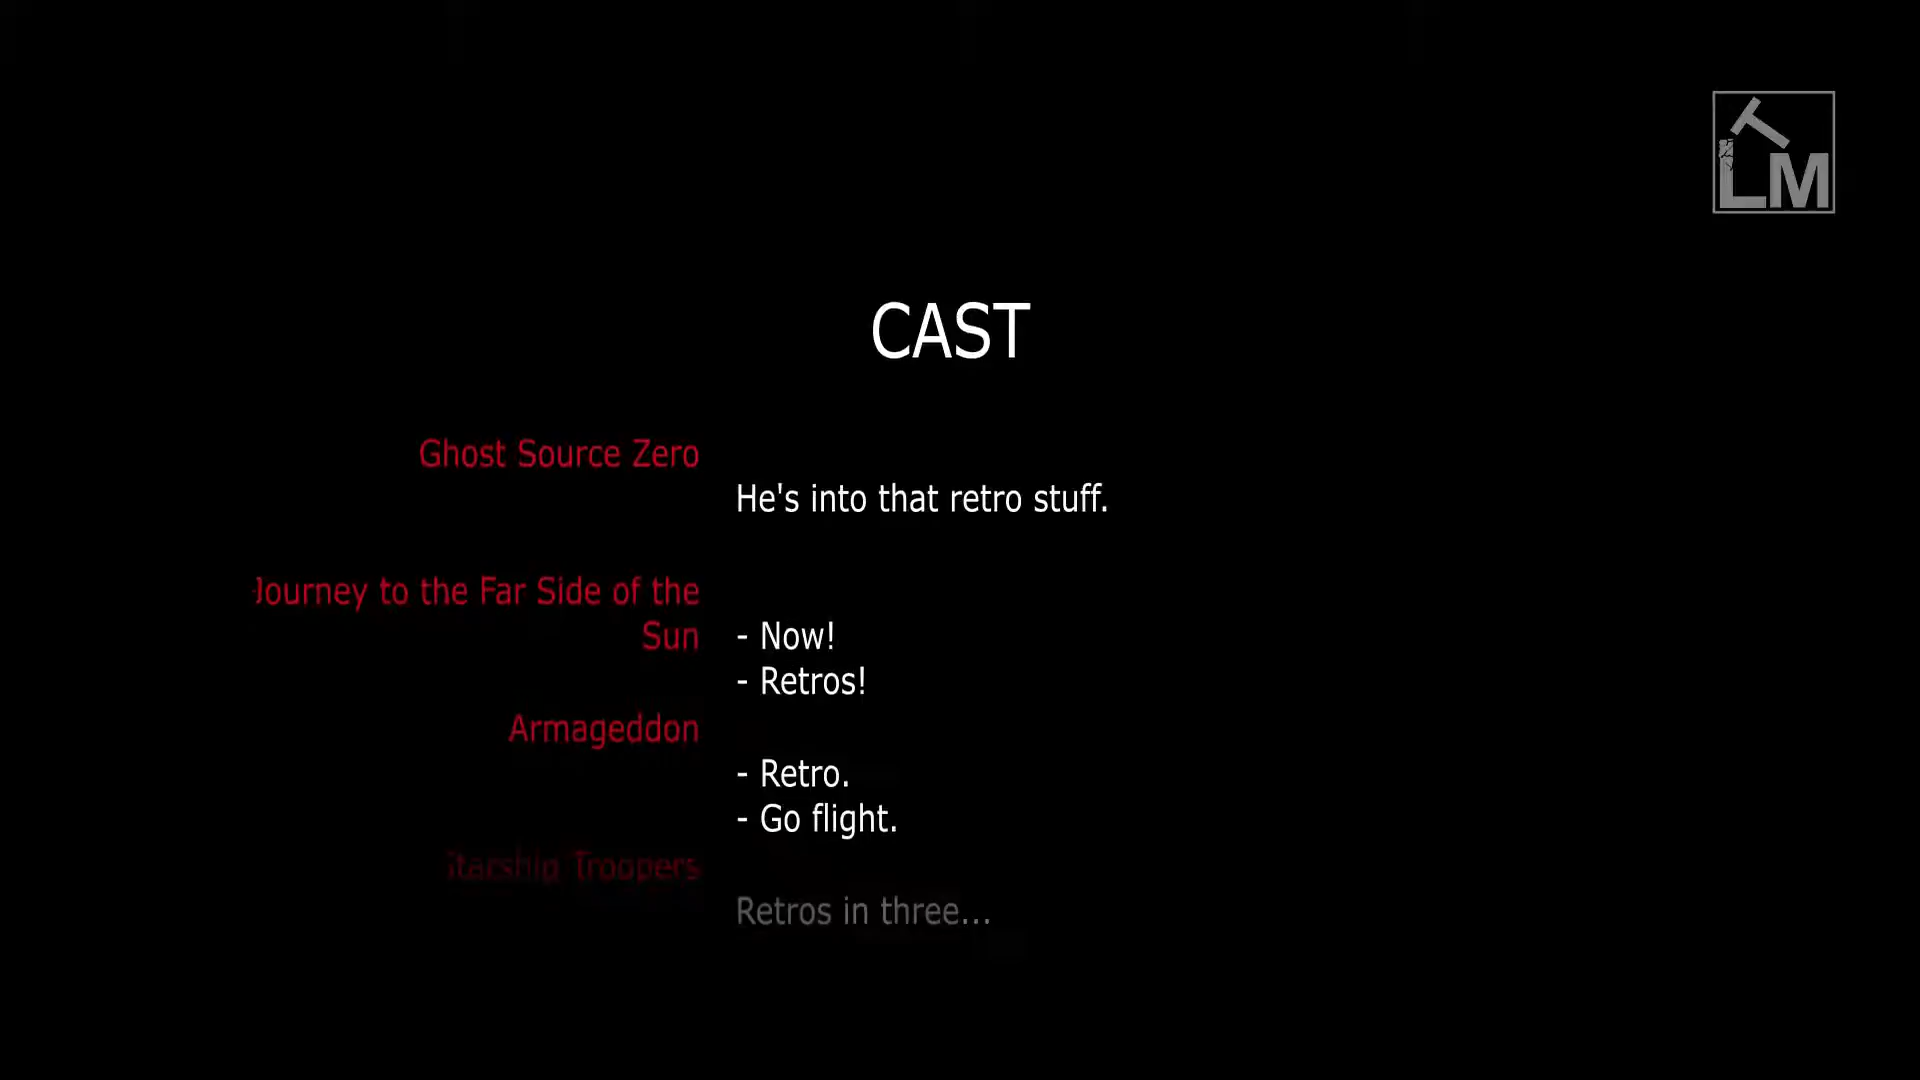 TLM
CAST
Ghost Source Zero
He's into that retro stuff.
Journey to the Far Side of the
Sun
- Now!
- Retros!
Armageddon
- Retro.
- Go flight.
Starship Troopers
Retros in three...